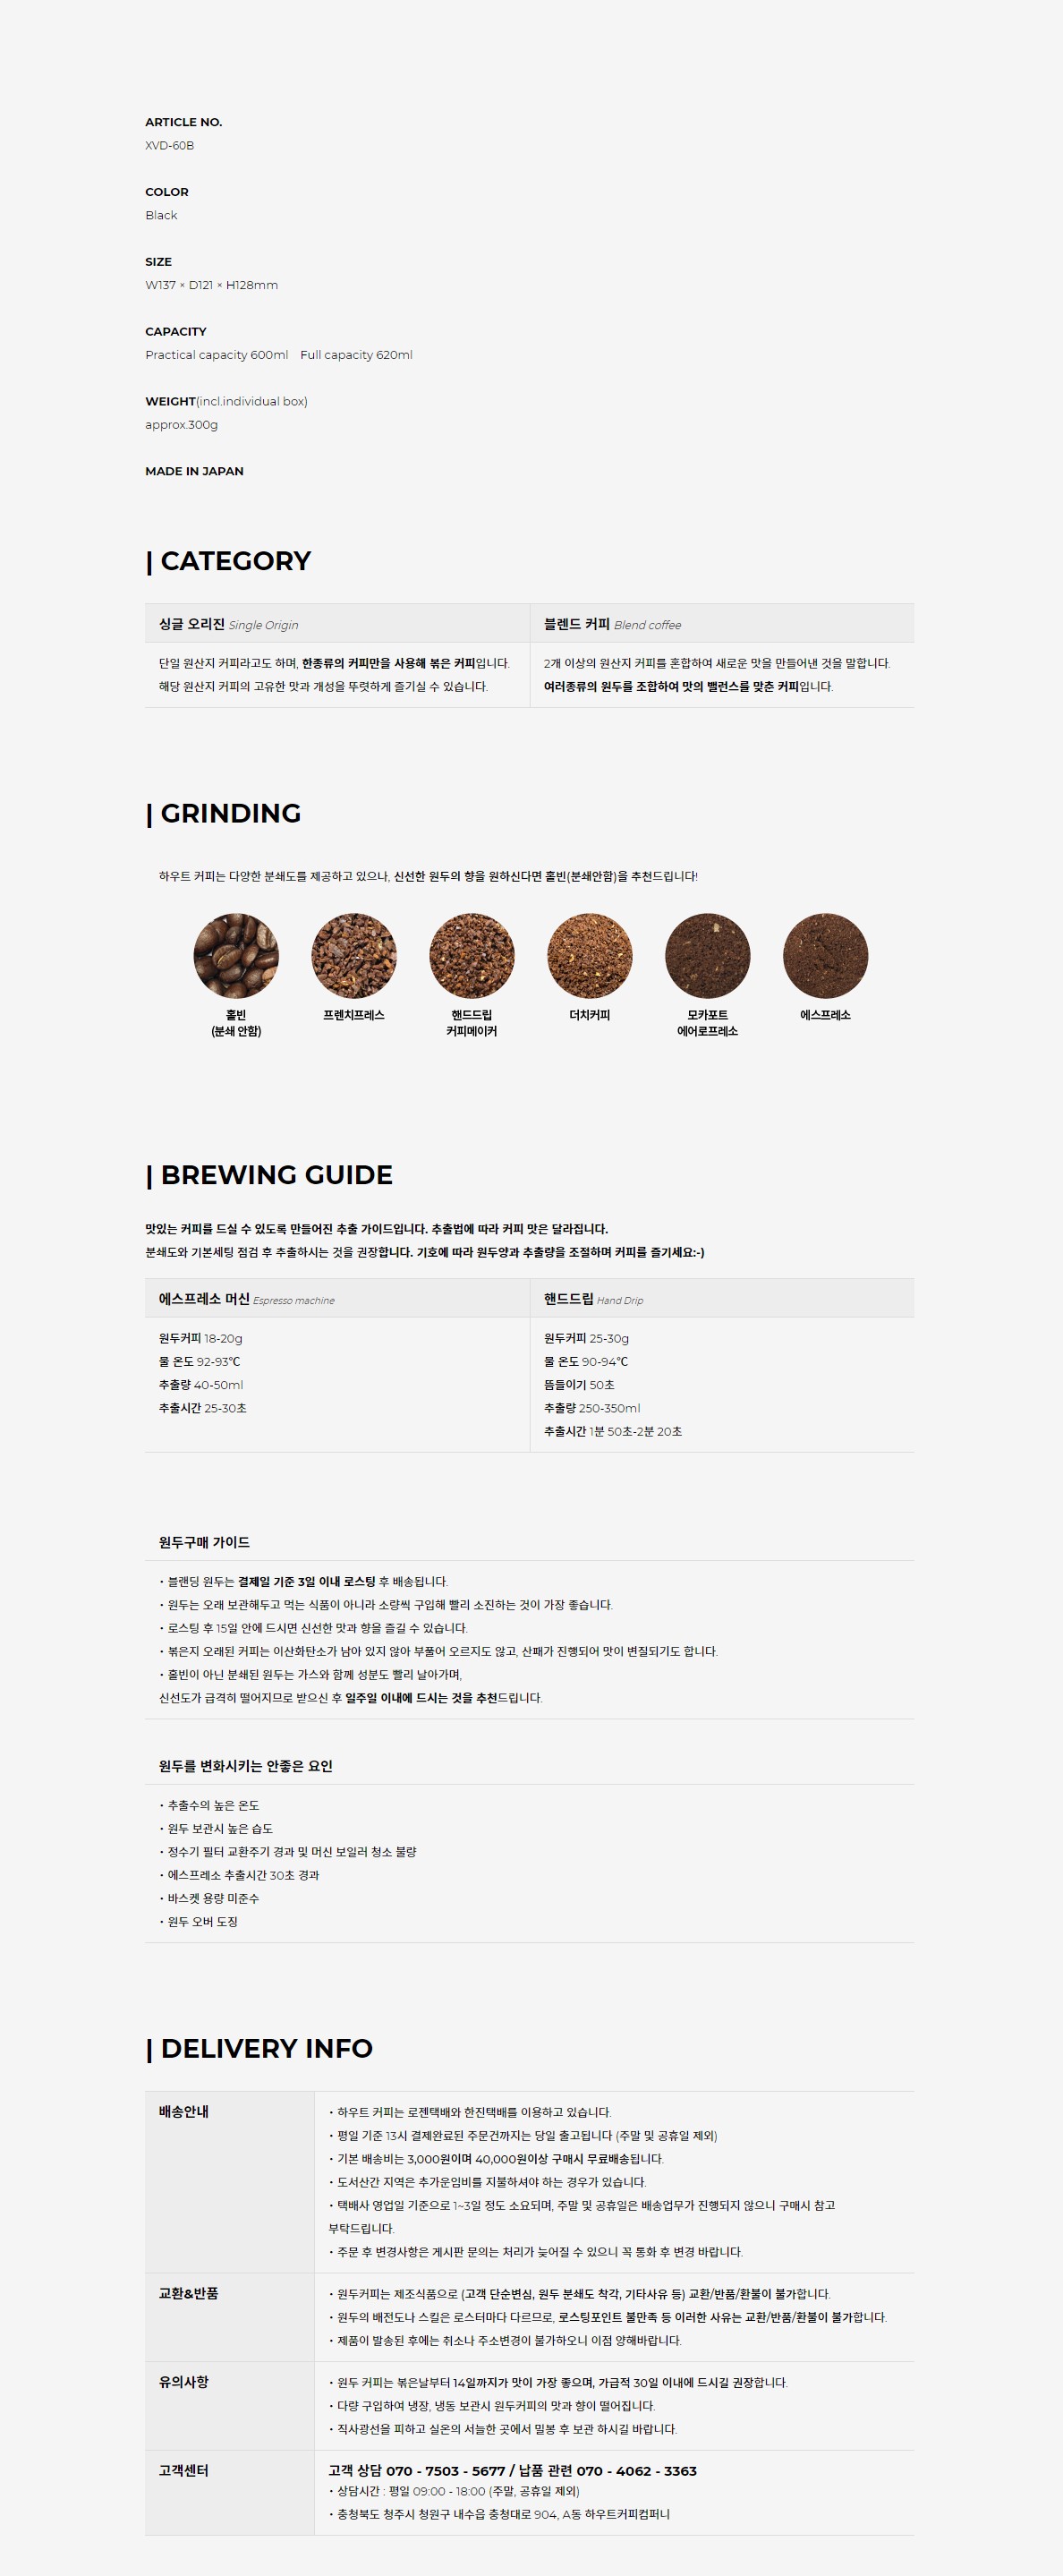 ARTICLE NO.
XVD-60B
COLOR
Black
SIZE
W137 × D121 × H128mm
CAPACITY
Practical capacity 600ml Full capacity 620ml
WEIGHT(incl.individual box)
approx.300g
MADE IN JAPAN
| CATEGORY
싱글 오리진 Single Origin
단일 원산지 커피라고도 하며, 한종류의 커피만을 사용해 볶은 커피입니다.
해당 원산지 커피의 고유한 맛과 개성을 뚜렷하게 즐기실 수 있습니다.
블렌드 커피 Blend coffee
2개 이상의 원산지 커피를 혼합하여 새로운 맛을 만들어낸 것을 말합니다.
여러종류의 원두를 조합하여 맛의 밸런스를 맞춘 커피입니다.
| GRINDING
하우트 커피는 다양한 분쇄도를 제공하고 있으나, 신선한 원두의 향을 원하신다면 홀빈(분쇄안함)을 추천드립니다!
홀빈
(분쇄 안함)
프렌치프레스
핸드드립
커피메이커
더치커피
모카포트
에어로프레소
에스프레소
| BREWING GUIDE
맛있는 커피를 드실 수 있도록 만들어진 추출 가이드입니다. 추출법에 따라 커피 맛은 달라집니다.
분쇄도와 기본세팅 점검 후 추출하시는 것을 권장합니다. 기호에 따라 원두양과 추출량을 조절하며 커피를 즐기세요:-)
에스프레소 머신 Espresso machine
원두커피 18-20g
물 온도 92-93℃
추출량 40-50ml
추출시간 25-30초
핸드드립 Hand Drip
원두커피 25-30g
물 온도 90-94℃
뜸들이기 50초
추출량 250-350ml
추출시간 1분 50초-2분 20초
원두구매 가이드
• 블랜딩 원두는 결제일 기준 3일 이내 로스팅 후 배송됩니다.
• 원두는 오래 보관해두고 먹는 식품이 아니라 소량씩 구입해 빨리 소진하는 것이 가장 좋습니다.
• 로스팅 후 15일 안에 드시면 신선한 맛과 향을 즐길 수 있습니다.
• 볶은지 오래된 커피는 이산화탄소가 남아 있지 않아 부풀어 오르지도 않고, 산패가 진행되어 맛이 변질되기도 합니다.
• 홀빈이 아닌 분쇄된 원두는 가스와 함께 성분도 빨리 날아가며,
신선도가 급격히 떨어지므로 받으신 후 일주일 이내에 드시는 것을 추천드립니다.
원두를 변화시키는 안좋은 요인
• 추출수의 높은 온도
• 원두 보관시 높은 습도
• 정수기 필터 교환주기 경과 및 머신 보일러 청소 불량
• 에스프레소 추출시간 30초 경과
• 바스켓 용량 미준수
• 원두 오버 도징
| DELIVERY INFO
배송안내
• 하우트 커피는 로젠택배와 한진택배를 이용하고 있습니다.
• 평일 기준 13시 결제완료된 주문건까지는 당일 출고됩니다 (주말 및 공휴일 제외)
• 기본 배송비는 3,000원이며 40,000원이상 구매시 무료배송됩니다.
• 도서산간 지역은 추가운임비를 지불하셔야 하는 경우가 있습니다.
• 택배사 영업일 기준으로 1~3일 정도 소요되며, 주말 및 공휴일은 배송업무가 진행되지 않으니 구매시 참고
부탁드립니다.
• 주문 후 변경사항은 게시판 문의는 처리가 늦어질 수 있으니 꼭 통화 후 변경 바랍니다.
교환&반품
• 원두커피는 제조식품으로 (고객 단순변심, 원두 분쇄도 착각, 기타사유 등) 교환/반품/환불이 불가합니다.
• 원두의 배전도나 스킬은 로스터마다 다르므로, 로스팅포인트 불만족 등 이러한 사유는 교환/반품/환불이 불가합니다.
• 제품이 발송된 후에는 취소나 주소변경이 불가하오니 이점 양해바랍니다.
유의사항
• 원두 커피는 볶은날부터 14일까지가 맛이 가장 좋으며, 가급적 30일 이내에 드시길 권장합니다.
• 다량 구입하여 냉장, 냉동 보관시 원두커피의 맛과 향이 떨어집니다.
• 직사광선을 피하고 실온의 서늘한 곳에서 밀봉 후 보관 하시길 바랍니다.
고객센터
고객 상담 070 - 7503 - 5677 / 납품 관련 070 - 4062 - 3363
• 상담시간 : 평일 09:00 - 18:00 (주말, 공휴일 제외)
• 충청북도 청주시 청원구 내수읍 충청대로 904, A동 하우트커피컴퍼니